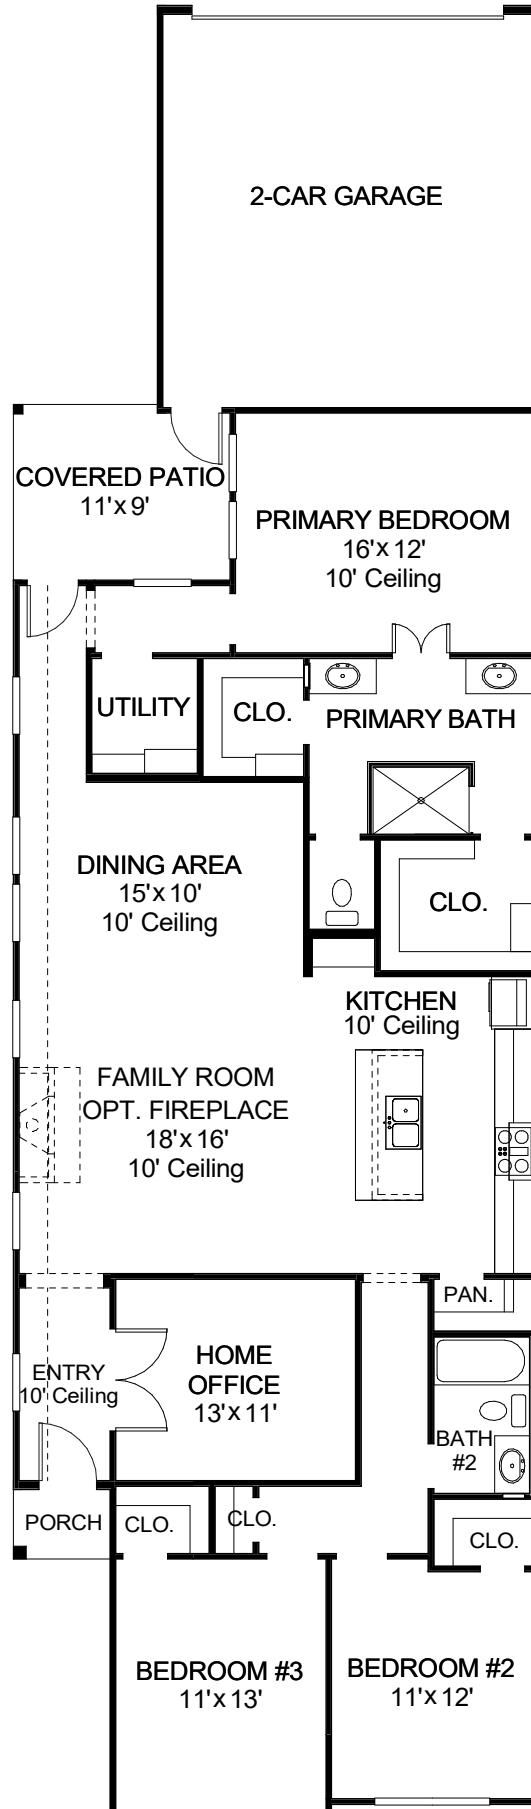 2-CAR GARAGE
COVERED PATIO
11'x 9'
PRIMARY BEDROOM
16'x 12'
10' Ceiling
UTILITY
CLO.
PRIMARY BATH
DINING AREA
15'x 10'
10' Ceiling
CLO.
KITCHEN
10' Ceiling
FAMILY ROOM
OPT. FIREPLACE
18'x 16'
10' Ceiling
PAN.
ENTRY
10' Ceiling
HOME
OFFICE
13'x 11'
BATH
#2
PORCH
CLO.
CLO.
CLO.
BEDROOM #3
11'x 13'
BEDROOM #2
11'x 12'